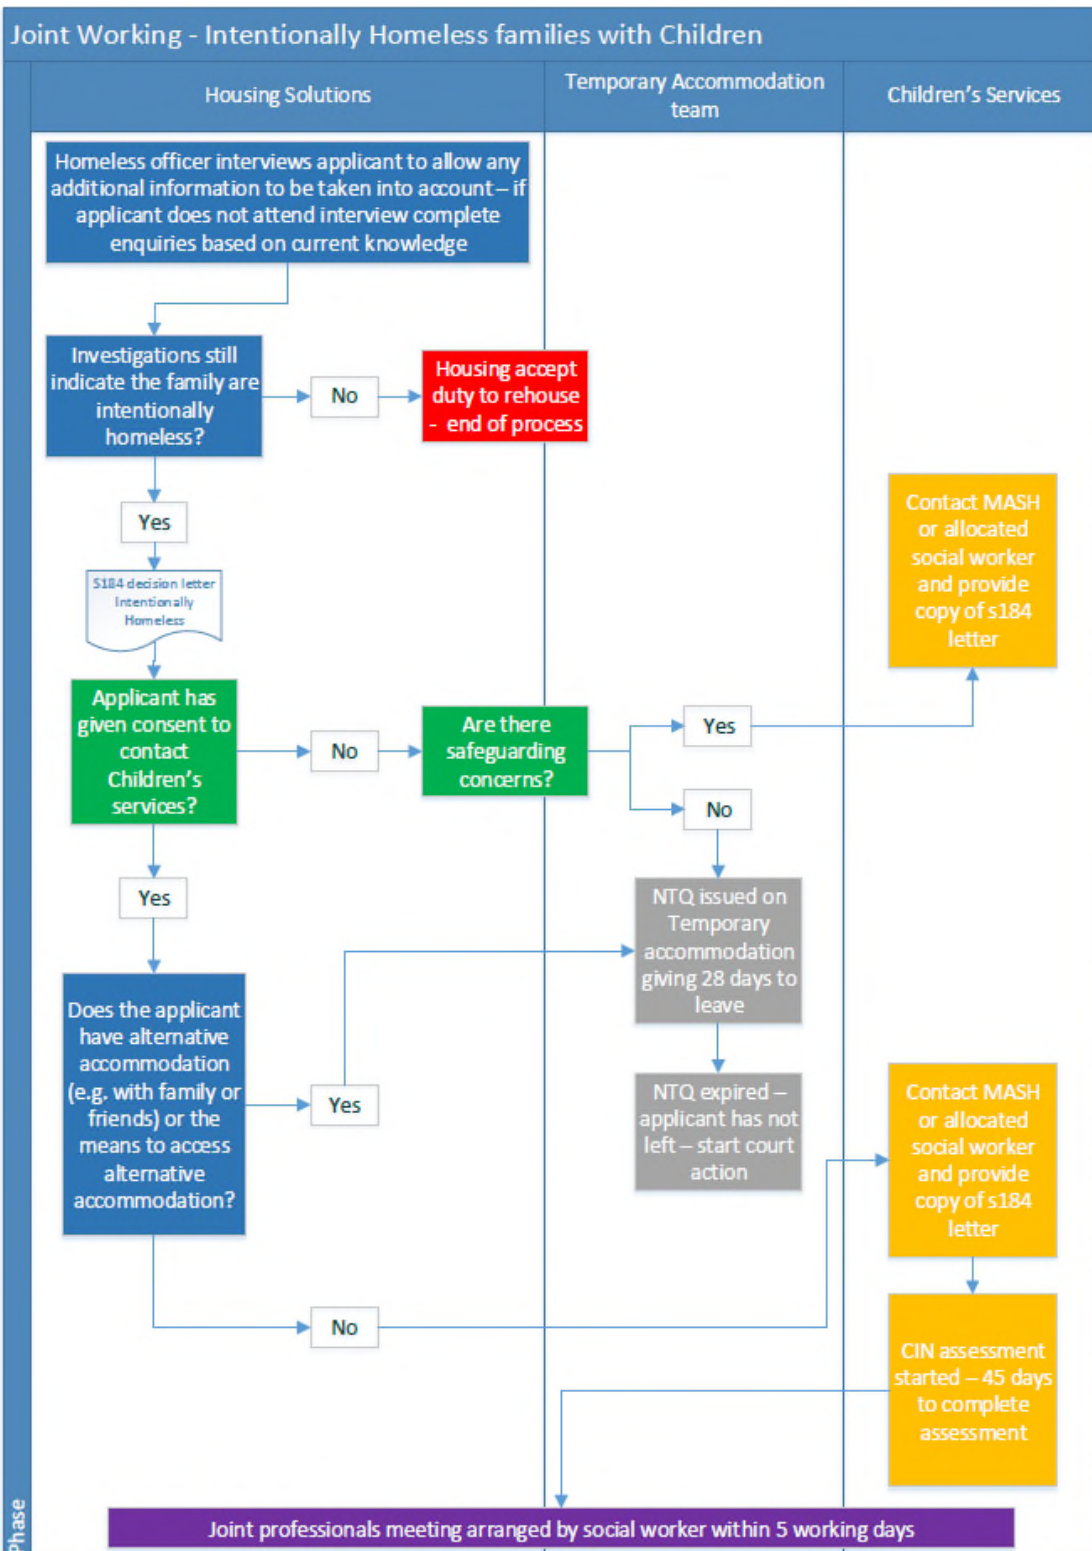 Joint Working - Intentionally Homeless families with Children
Housing Solutions
Temporary Accommodation
team
Children's Services
Homeless officer interviews applicant to allow any
additional information to be taken into account – if
applicant does not attend interview complete
enquiries based on current knowledge
Investigations still
indicate the family are
intentionally
homeless?
No
Housing accept
duty to rehouse
- end of process
Yes
S184 decision letter
Intentionally
Homeless
Contact MASH
or allocated
social worker
and provide
copy of s184
letter
Applicant has
given consent to
contact
Children's
services?
No
Are there
safeguarding
concerns?
Yes
No
Yes
NTQ issued on
Temporary
accommodation
giving 28 days to
leave
Does the applicant
have alternative
accommodation
(e.g. with family or
friends) or the
means to access
alternative
accommodation?
Yes
NTQ expired –
applicant has not
left – start court
action
Contact MASH
or allocated
social worker
and provide
copy of s184
letter
No
CIN assessment
started – 45 days
to complete
assessment
Phase
Joint professionals meeting arranged by social worker within 5 working days